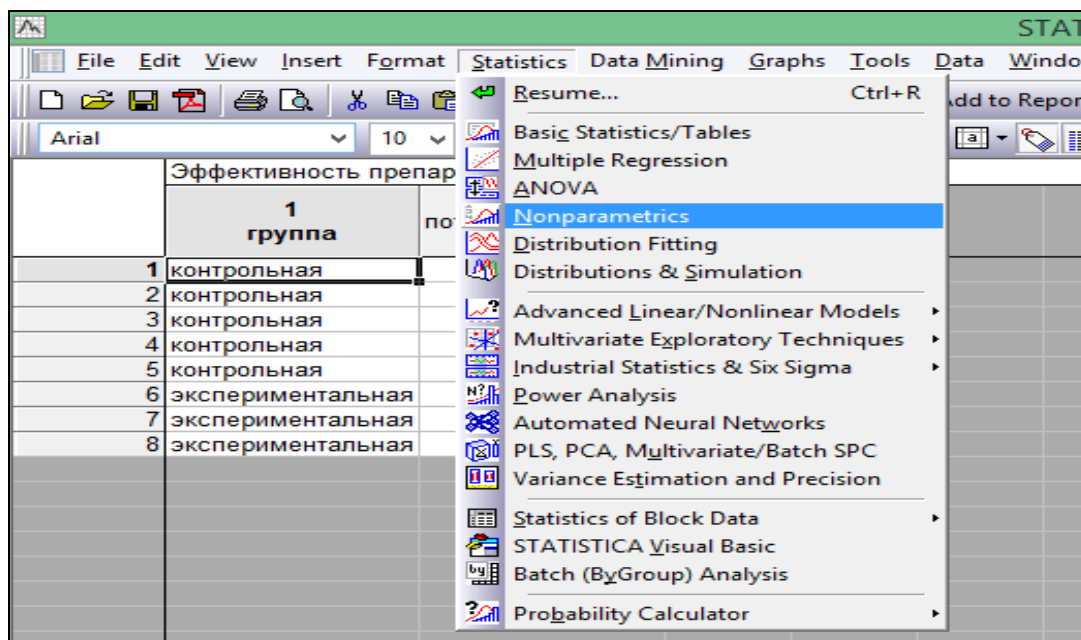 STAT
File Edit View Insert Format Statistics Data Mining Graphs Tools Data Windo
Resume... Ctrl+R
Add to Repor
Arial 10
Basic Statistics/Tables
Multiple Regression
ANOVA
Nonparametrics
Distribution Fitting
Distributions & Simulation
Advanced Linear/Nonlinear Models
Multivariate Exploratory Techniques
Industrial Statistics & Six Sigma
Power Analysis
Automated Neural Networks
PLS, PCA, Multivariate/Batch SPC
Variance Estimation and Precision
Statistics of Block Data
STATISTICA Visual Basic
Batch (ByGroup) Analysis
Probability Calculator
Эффективность препар
1
группа
по
1 контрольная
2 контрольная
3 контрольная
4 контрольная
5 контрольная
6 экспериментальная
7 экспериментальная
8 экспериментальная